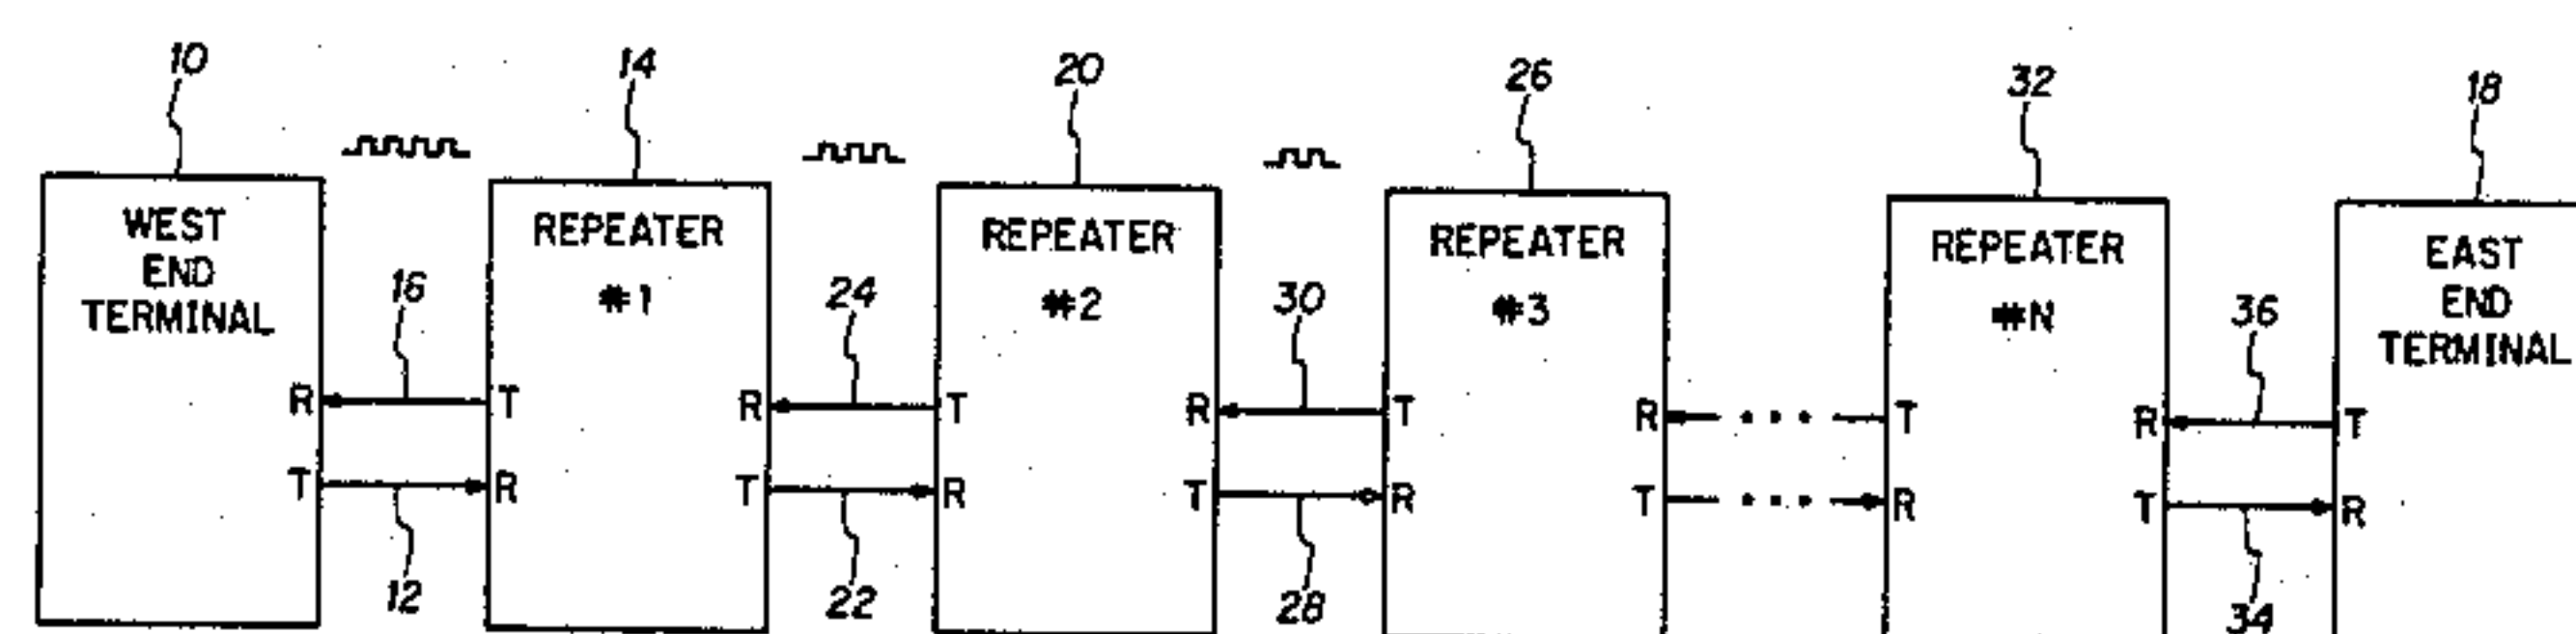 10 14 20 26 32 18
WEST END TERMINAL
REPEATER #1
REPEATER #2
REPEATER #3
REPEATER #N
EAST END TERMINAL
16 24 30 36
R T R T R T R T R T
T R T R T R T R T R
12 22 28 34